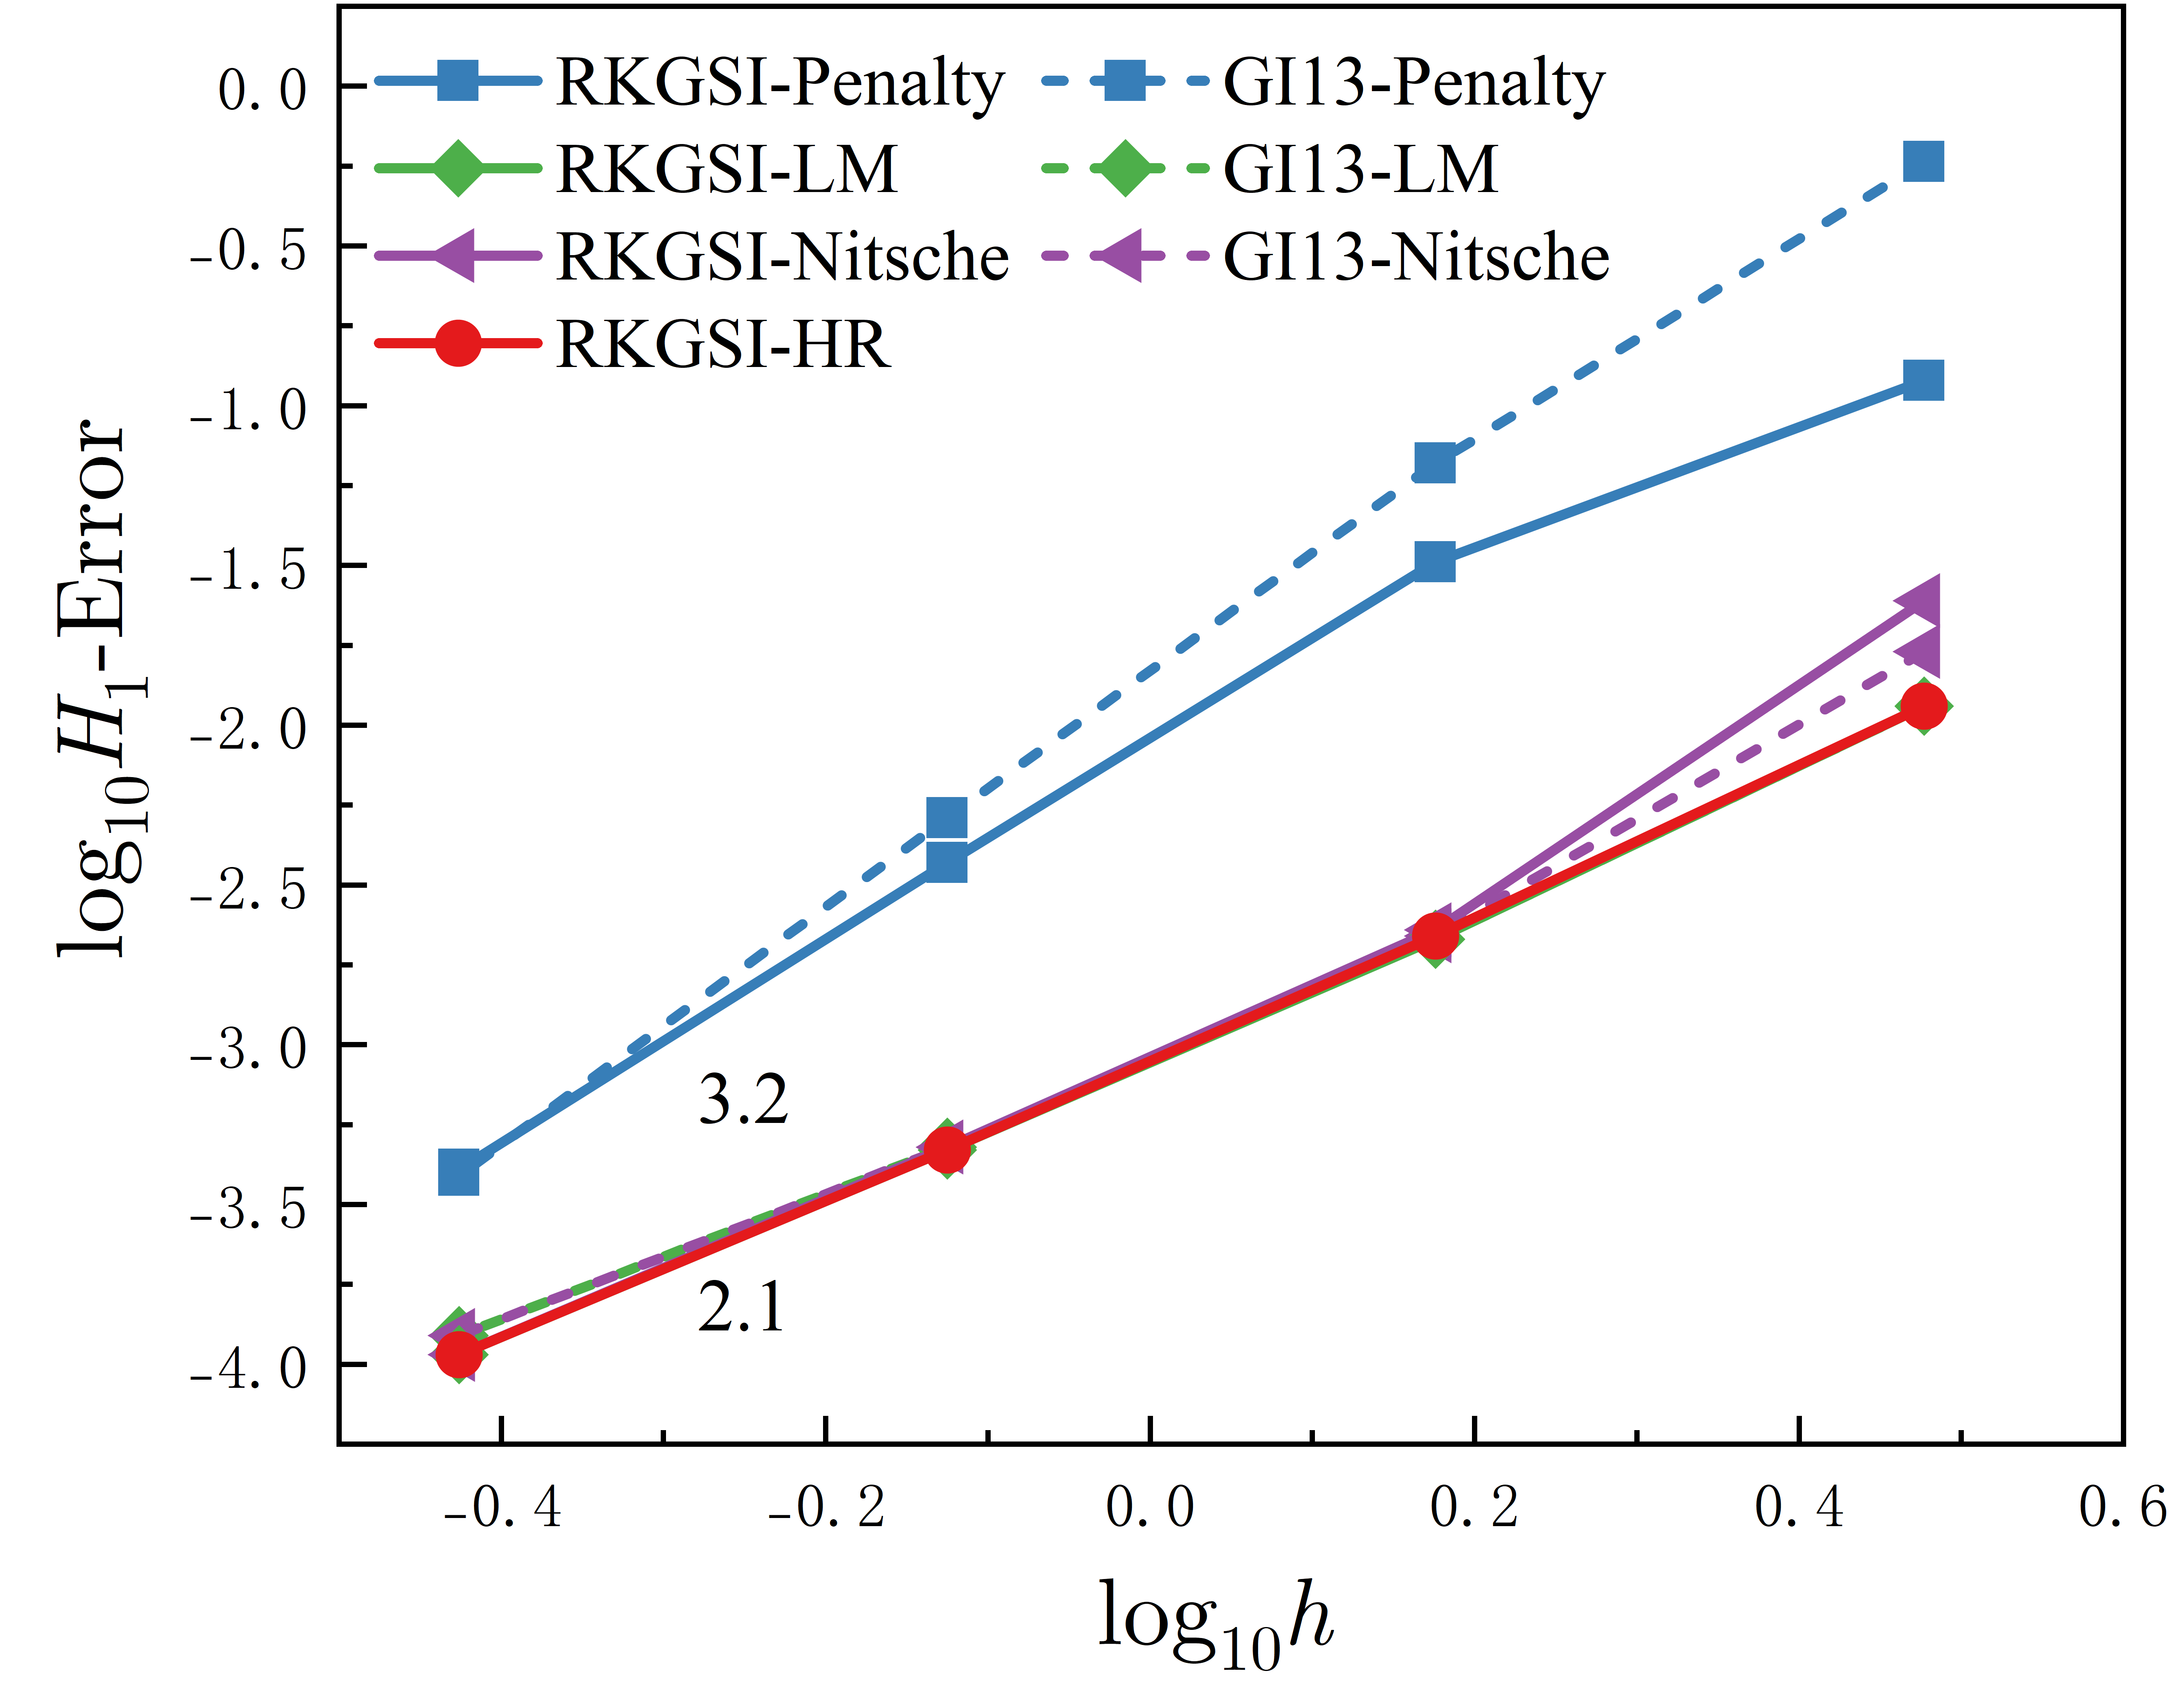 RKGSI-Penalty GI13-Penalty
RKGSI-LM GI13-LM
RKGSI-Nitsche GI13-Nitsche
RKGSI-HR
0.0
-0.5
-1.0
-1.5
-2.0
-2.5
-3.0
-3.5
-4.0
log10H1-Error
3.2
2.1
-0.4 -0.2 0.0 0.2 0.4 0.6
log10h